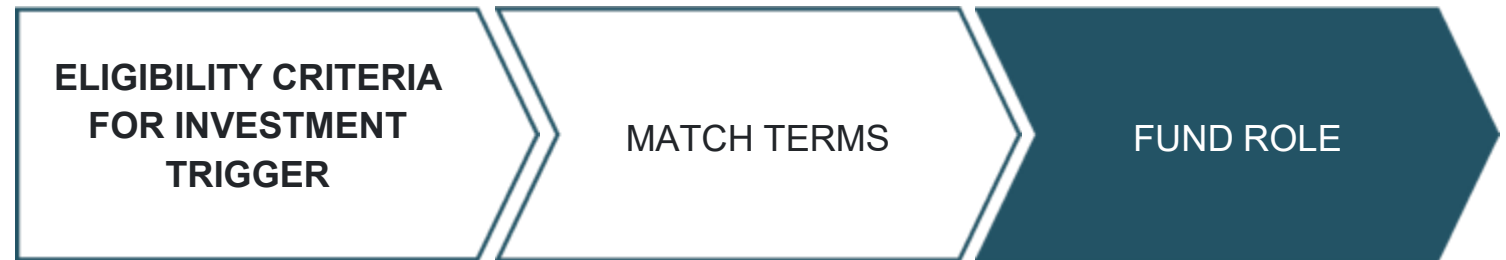 ELIGIBILITY CRITERIA
FOR INVESTMENT
TRIGGER
MATCH TERMS
FUND ROLE